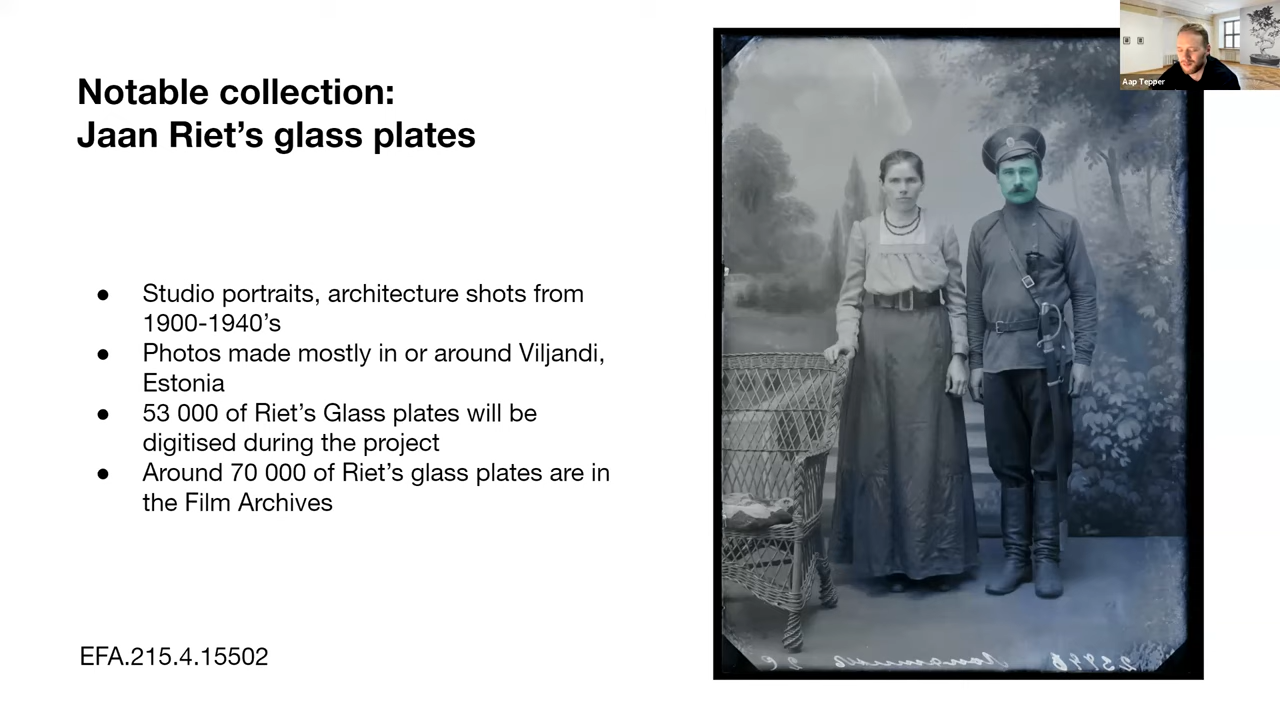 Notable collection:
Jaan Riet’s glass plates
● Studio portraits, architecture shots from
1900-1940’s
● Photos made mostly in or around Viljandi,
Estonia
● 53 000 of Riet’s Glass plates will be
digitised during the project
● Around 70 000 of Riet’s glass plates are in
the Film Archives
EFA.215.4.15502
Aap Tepper